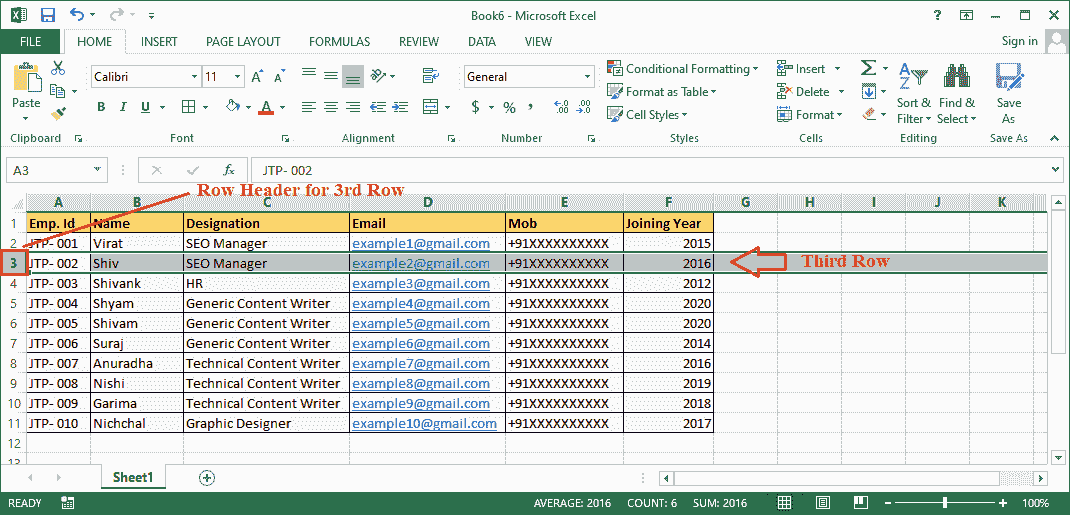 Book6 - Microsoft Excel
?
FILE HOME INSERT PAGE LAYOUT FORMULAS REVIEW DATA VIEW Sign in
Paste
Calibri 11
B I U A
General
$ % ,
Conditional Formatting
Format as Table
Cell Styles
Insert
Delete
Format
Sort & Filter
Find & Select
Save As
Clipboard Font Alignment Number Styles Cells Editing Save As
A3 fx JTP- 002
Row Header for 3rd Row
A B C D E F G H I J K
1 Emp. Id Name Designation Email Mob Joining Year
2 JTP- 001 Virat SEO Manager example1@gmail.com +91XXXXXXXXXX 2015
3 JTP- 002 Shiv SEO Manager example2@gmail.com +91XXXXXXXXXX 2016 Third Row
4 JTP- 003 Shivank HR example3@gmail.com +91XXXXXXXXXX 2012
5 JTP- 004 Shyam Generic Content Writer example4@gmail.com +91XXXXXXXXXX 2020
6 JTP- 005 Shivam Generic Content Writer example5@gmail.com +91XXXXXXXXXX 2020
7 JTP- 006 Suraj Generic Content Writer example6@gmail.com +91XXXXXXXXXX 2014
8 JTP- 007 Anuradha Technical Content Writer example7@gmail.com +91XXXXXXXXXX 2016
9 JTP- 008 Nishi Technical Content Writer example8@gmail.com +91XXXXXXXXXX 2019
10 JTP- 009 Garima Technical Content Writer example9@gmail.com +91XXXXXXXXXX 2018
11 JTP- 010 Nichchal Graphic Designer example10@gmail.com +91XXXXXXXXXX 2017
12
13
Sheet1
READY AVERAGE: 2016 COUNT: 6 SUM: 2016 100%